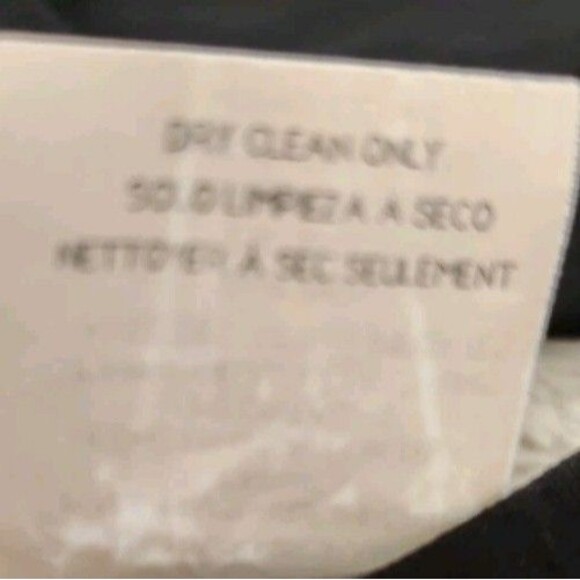 DRY CLEAN ONLY
SOLO LIMPIEZA A SECO
NETTOYER À SEC SEULEMENT